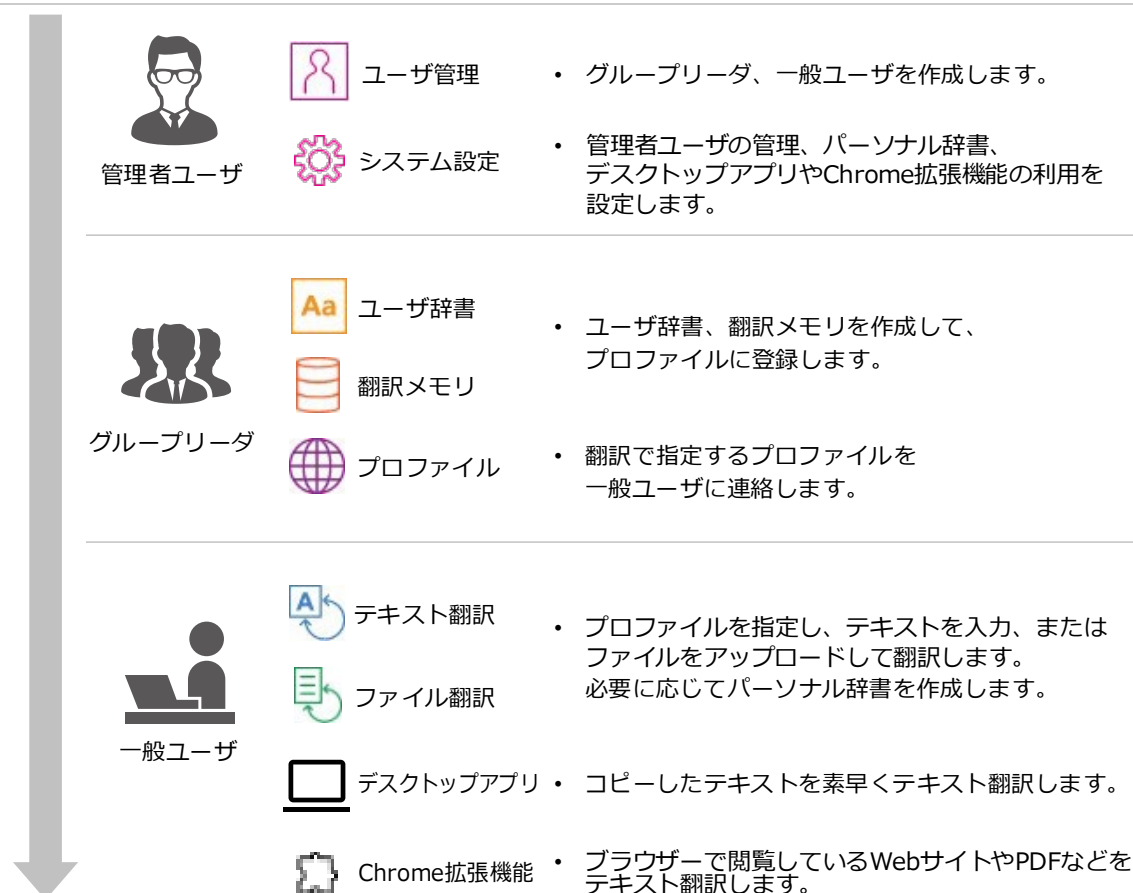 ユーザ管理
• グループリーダ、一般ユーザを作成します。
管理者ユーザ
システム設定
• 管理者ユーザの管理、パーソナル辞書、
デスクトップアプリやChrome拡張機能の利用を
設定します。
Aa
ユーザ辞書
• ユーザ辞書、翻訳メモリを作成して、
プロファイルに登録します。
翻訳メモリ
グループリーダ
プロファイル
• 翻訳で指定するプロファイルを
一般ユーザに連絡します。
A
テキスト翻訳
• プロファイルを指定し、テキストを入力、または
ファイルをアップロードして翻訳します。
必要に応じてパーソナル辞書を作成します。
ファイル翻訳
一般ユーザ
デスクトップアプリ
• コピーしたテキストを素早くテキスト翻訳します。
Chrome拡張機能
• ブラウザーで閲覧しているWebサイトやPDFなどを
テキスト翻訳します。